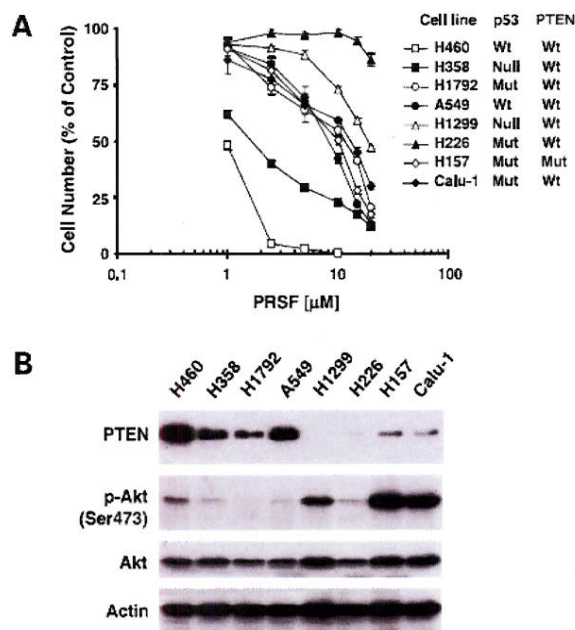 A
Cell line p53 PTEN
H460 Wt Wt
H358 Null Wt
H1792 Mut Wt
A549 Wt Wt
H1299 Null Wt
H226 Mut Wt
H157 Mut Mut
Calu-1 Mut Wt
Cell Number (% of Control)
100
75
50
25
0
0.1 1 10 100
PRSF [µM]
B
H460 H358 H1792 A549 H1299 H226 H157 Calu-1
PTEN
p-Akt
(Ser473)
Akt
Actin